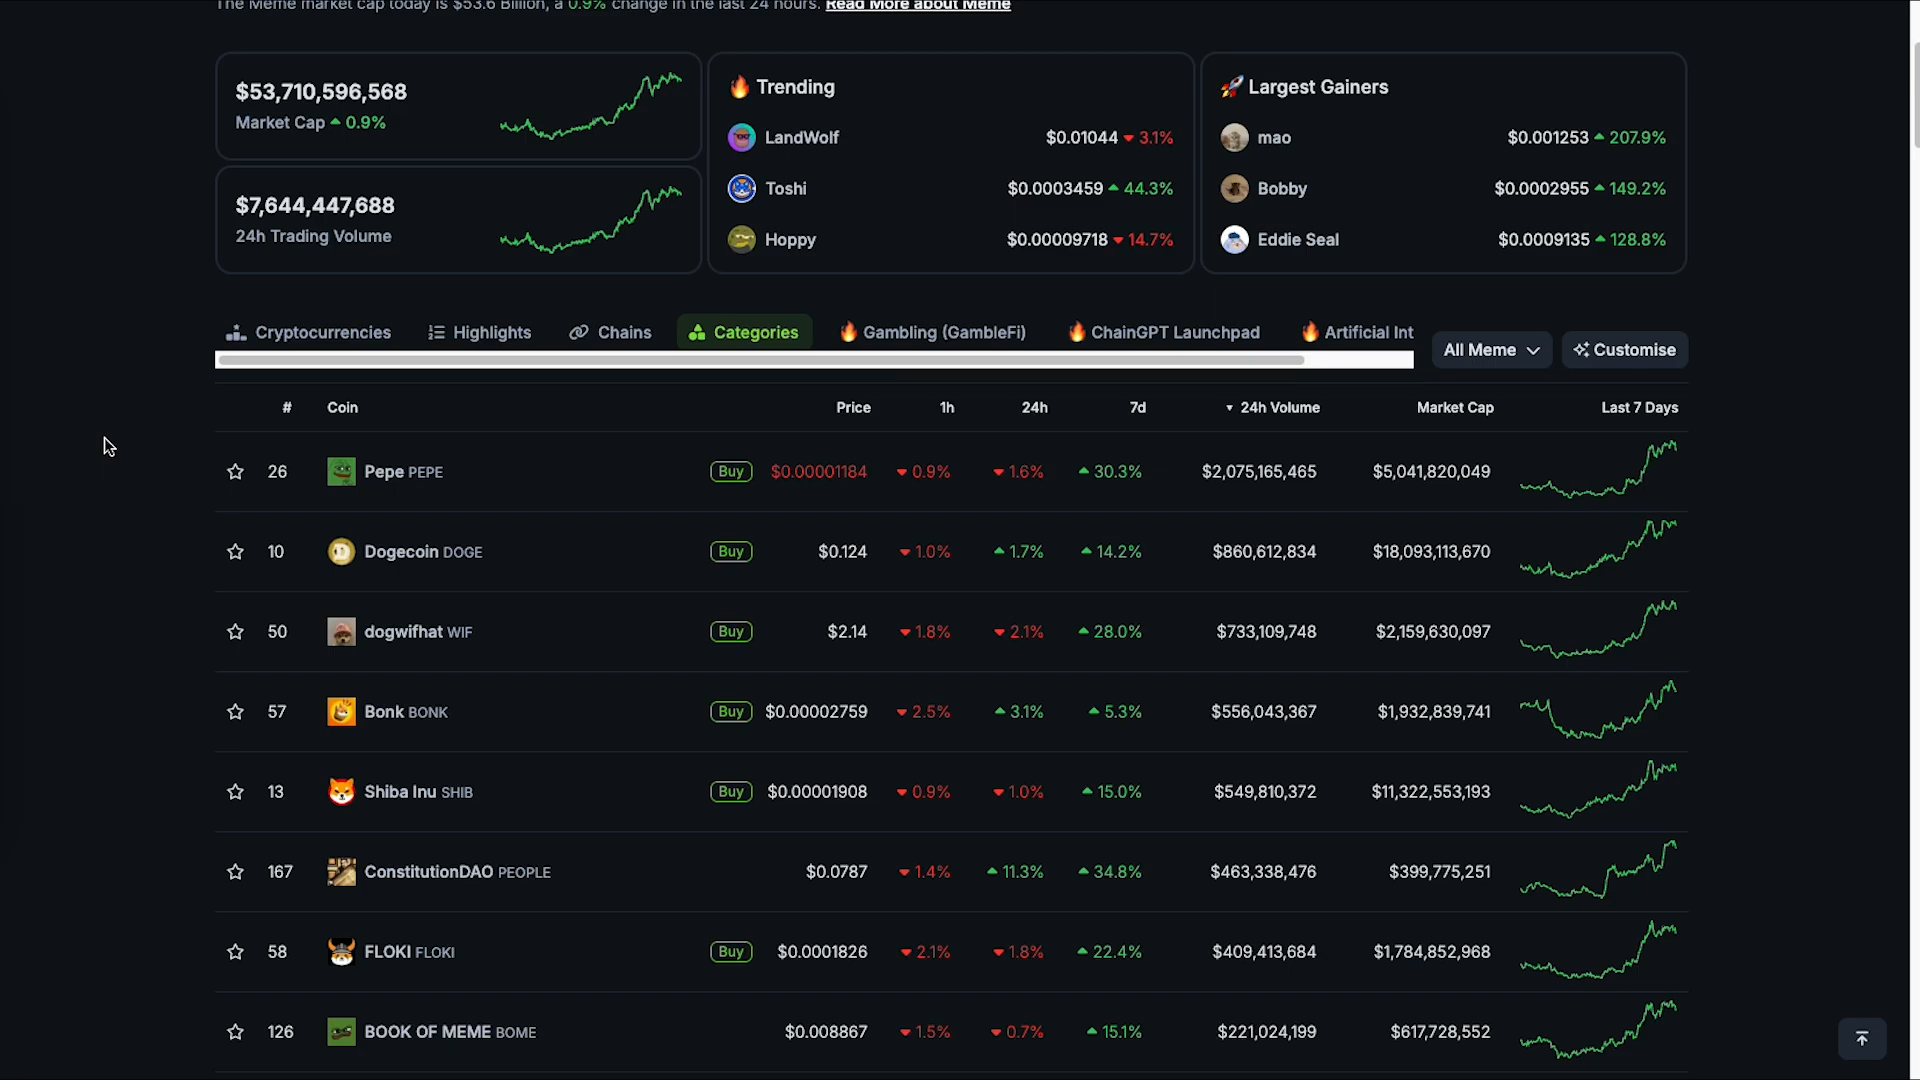 The Meme market cap today is $53.6 Billion, a 0.9% change in the last 24 hours. Read More about Meme
$53,710,596,568
Market Cap 0.9%
$7,644,447,688
24h Trading Volume
Trending
LandWolf $0.01044 3.1%
Toshi $0.0003459 44.3%
Hoppy $0.00009718 14.7%
Largest Gainers
mao $0.001253 207.9%
Bobby $0.0002955 149.2%
Eddie Seal $0.0009135 128.8%
Cryptocurrencies Highlights Chains Categories Gambling (GambleFi) ChainGPT Launchpad Artificial Int All Meme Customise
# Coin Price 1h 24h 7d 24h Volume Market Cap Last 7 Days
26 Pepe PEPE Buy $0.00001184 0.9% 1.6% 30.3% $2,075,165,465 $5,041,820,049
10 Dogecoin DOGE Buy $0.124 1.0% 1.7% 14.2% $860,612,834 $18,093,113,670
50 dogwifhat WIF Buy $2.14 1.8% 2.1% 28.0% $733,109,748 $2,159,630,097
57 Bonk BONK Buy $0.00002759 2.5% 3.1% 5.3% $556,043,367 $1,932,839,741
13 Shiba Inu SHIB Buy $0.00001908 0.9% 1.0% 15.0% $549,810,372 $11,322,553,193
167 ConstitutionDAO PEOPLE Buy $0.0787 1.4% 11.3% 34.8% $463,338,476 $399,775,251
58 FLOKI FLOKI Buy $0.0001826 2.1% 1.8% 22.4% $409,413,684 $1,784,852,968
126 BOOK OF MEME BOME $0.008867 1.5% 0.7% 15.1% $221,024,199 $617,728,552